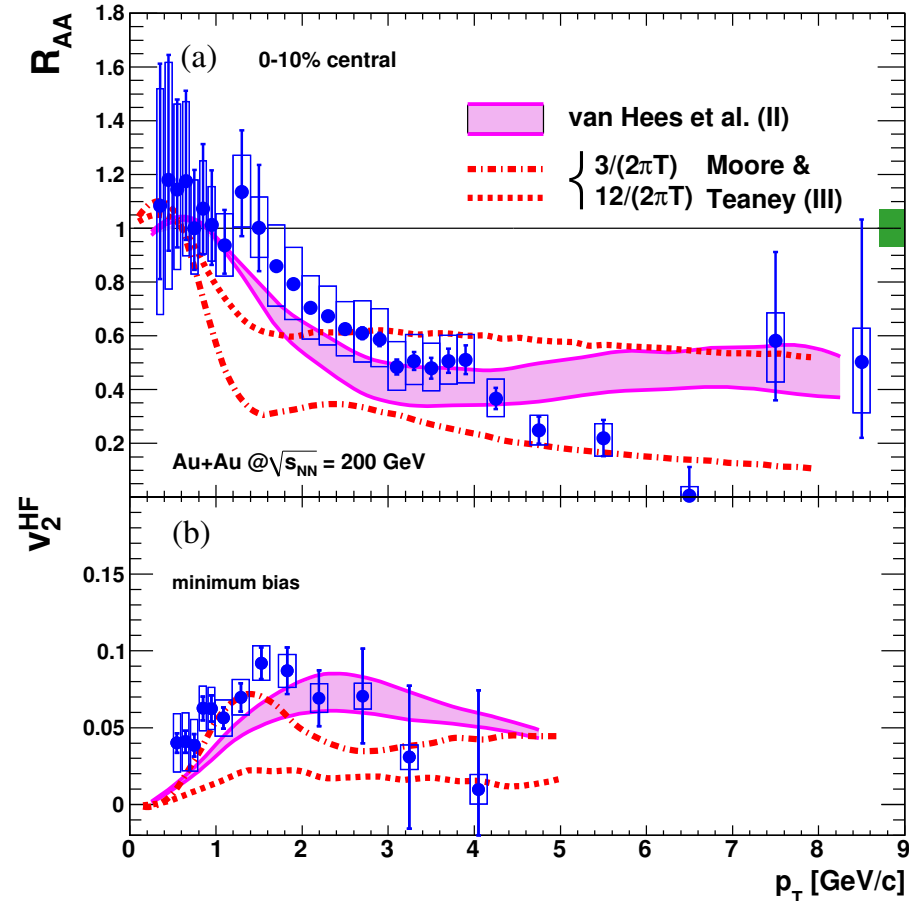 R_AA
(a) 0-10% central
van Hees et al. (II)
3/(2πT) Moore &
12/(2πT) Teaney (III)
Au+Au @√s_NN = 200 GeV
1.8
1.6
1.4
1.2
1
0.8
0.6
0.4
0.2
v_2^HF
(b)
minimum bias
0.15
0.1
0.05
0
0 1 2 3 4 5 6 7 8 9
p_T [GeV/c]